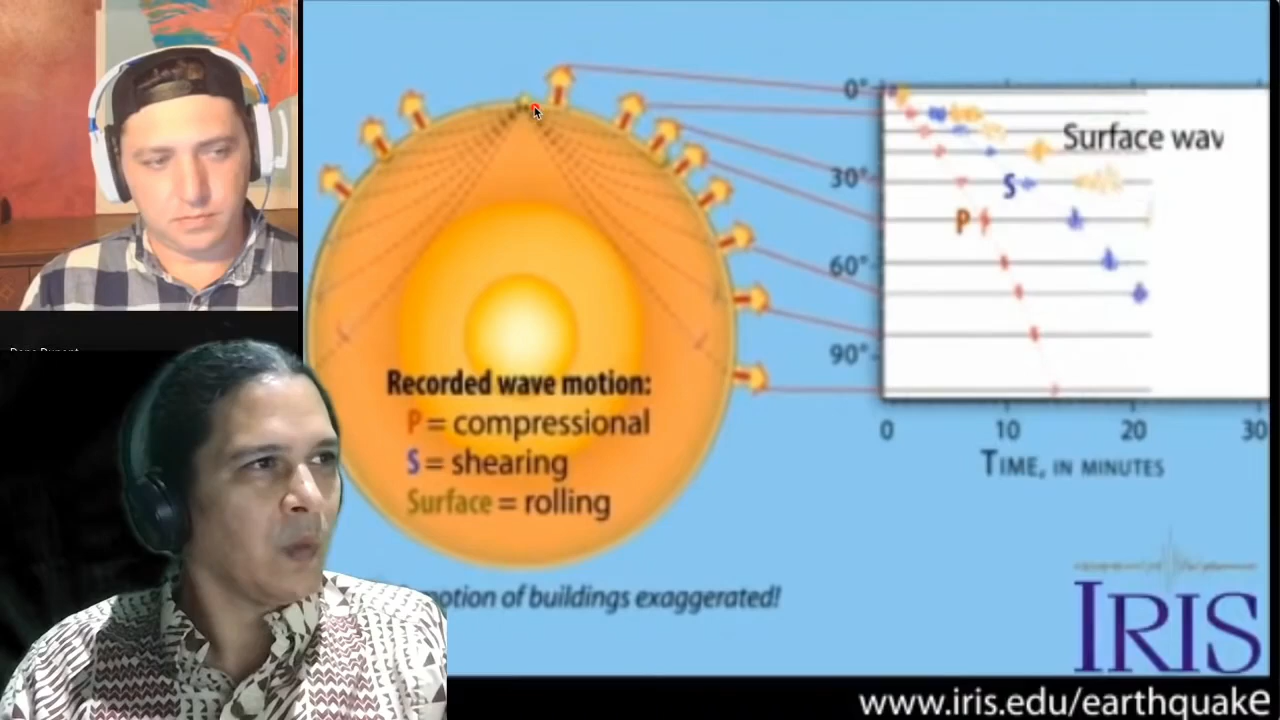 0°
30°
60°
90°
Surface wav
S
P
0 10 20 30
TIME, IN MINUTES
Recorded wave motion:
P = compressional
S = shearing
Surface = rolling
otion of buildings exaggerated!
IRIS
www.iris.edu/earthquake